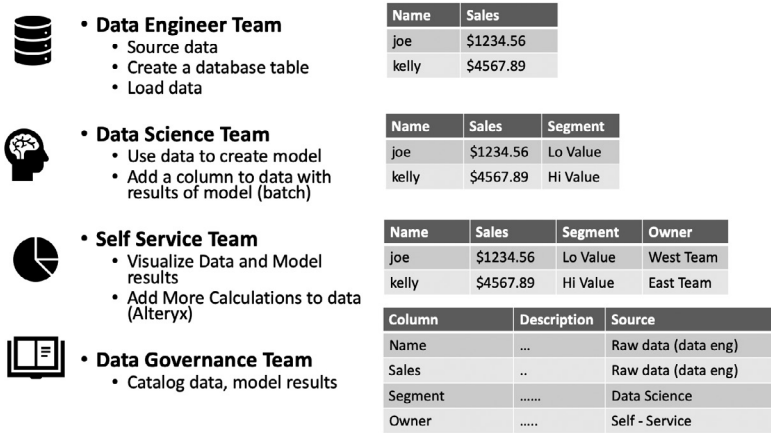 • Data Engineer Team
• Source data
• Create a database table
• Load data
Name Sales
joe $1234.56
kelly $4567.89
• Data Science Team
• Use data to create model
• Add a column to data with
results of model (batch)
Name Sales Segment
joe $1234.56 Lo Value
kelly $4567.89 Hi Value
• Self Service Team
• Visualize Data and Model
results
• Add More Calculations to data
(Alteryx)
Name Sales Segment Owner
joe $1234.56 Lo Value West Team
kelly $4567.89 Hi Value East Team
• Data Governance Team
• Catalog data, model results
Column Description Source
Name ... Raw data (data eng)
Sales .. Raw data (data eng)
Segment ...... Data Science
Owner ..... Self - Service